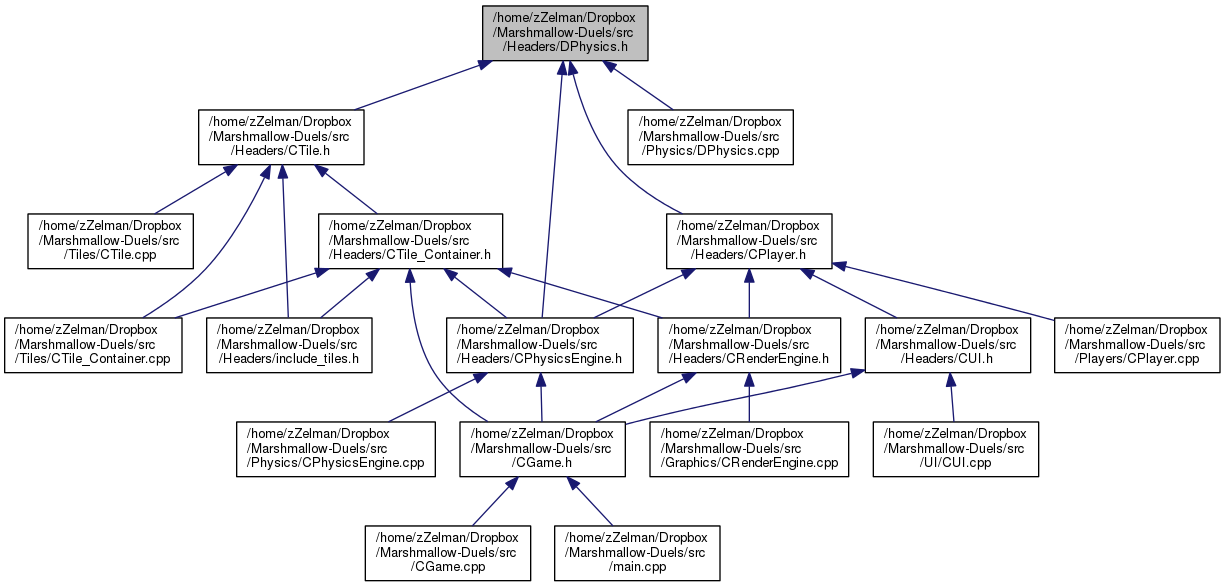 /home/zZelman/Dropbox
/Marshmallow-Duels/src
/Headers/DPhysics.h
/home/zZelman/Dropbox
/Marshmallow-Duels/src
/Headers/CTile.h
/home/zZelman/Dropbox
/Marshmallow-Duels/src
/Physics/DPhysics.cpp
/home/zZelman/Dropbox
/Marshmallow-Duels/src
/Tiles/CTile.cpp
/home/zZelman/Dropbox
/Marshmallow-Duels/src
/Headers/CTile_Container.h
/home/zZelman/Dropbox
/Marshmallow-Duels/src
/Headers/CPlayer.h
/home/zZelman/Dropbox
/Marshmallow-Duels/src
/Tiles/CTile_Container.cpp
/home/zZelman/Dropbox
/Marshmallow-Duels/src
/Headers/include_tiles.h
/home/zZelman/Dropbox
/Marshmallow-Duels/src
/Headers/CPhysicsEngine.h
/home/zZelman/Dropbox
/Marshmallow-Duels/src
/Headers/CRenderEngine.h
/home/zZelman/Dropbox
/Marshmallow-Duels/src
/Headers/CUI.h
/home/zZelman/Dropbox
/Marshmallow-Duels/src
/Players/CPlayer.cpp
/home/zZelman/Dropbox
/Marshmallow-Duels/src
/Physics/CPhysicsEngine.cpp
/home/zZelman/Dropbox
/Marshmallow-Duels/src
/CGame.h
/home/zZelman/Dropbox
/Marshmallow-Duels/src
/Graphics/CRenderEngine.cpp
/home/zZelman/Dropbox
/Marshmallow-Duels/src
/UI/CUI.cpp
/home/zZelman/Dropbox
/Marshmallow-Duels/src
/CGame.cpp
/home/zZelman/Dropbox
/Marshmallow-Duels/src
/main.cpp